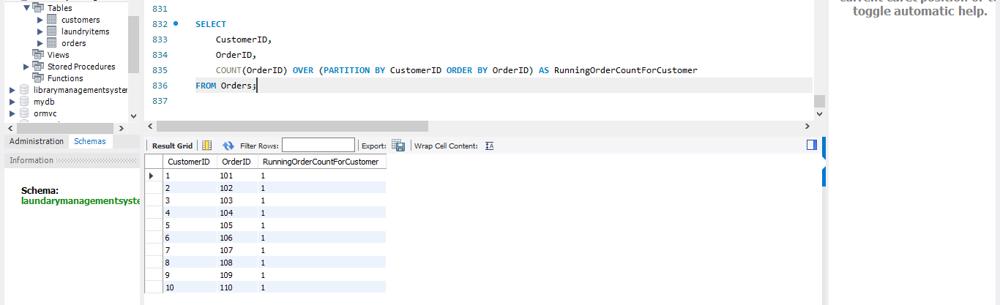 Tables
customers
laundryitems
orders
Views
Stored Procedures
Functions
librarymanagementsyster
mydb
ormvc
Administration Schemas
Information
Schema:
laundarymanagementsyste
831
832 SELECT
833 CustomerID,
834 OrderID,
835 COUNT(OrderID) OVER (PARTITION BY CustomerID ORDER BY OrderID) AS RunningOrderCountForCustomer
836 FROM Orders;
837
Result Grid Filter Rows: Export: Wrap Cell Content:
CustomerID OrderID RunningOrderCountForCustomer
1 101 1
2 102 1
3 103 1
4 104 1
5 105 1
6 106 1
7 107 1
8 108 1
9 109 1
10 110 1
toggle automatic help.